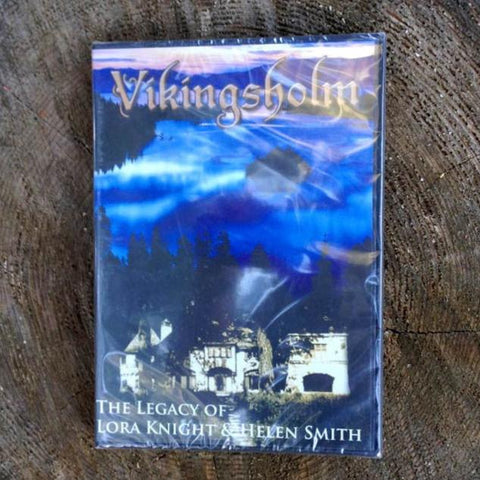 Vikingsholm
The Legacy of
Lora Knight & Helen Smith